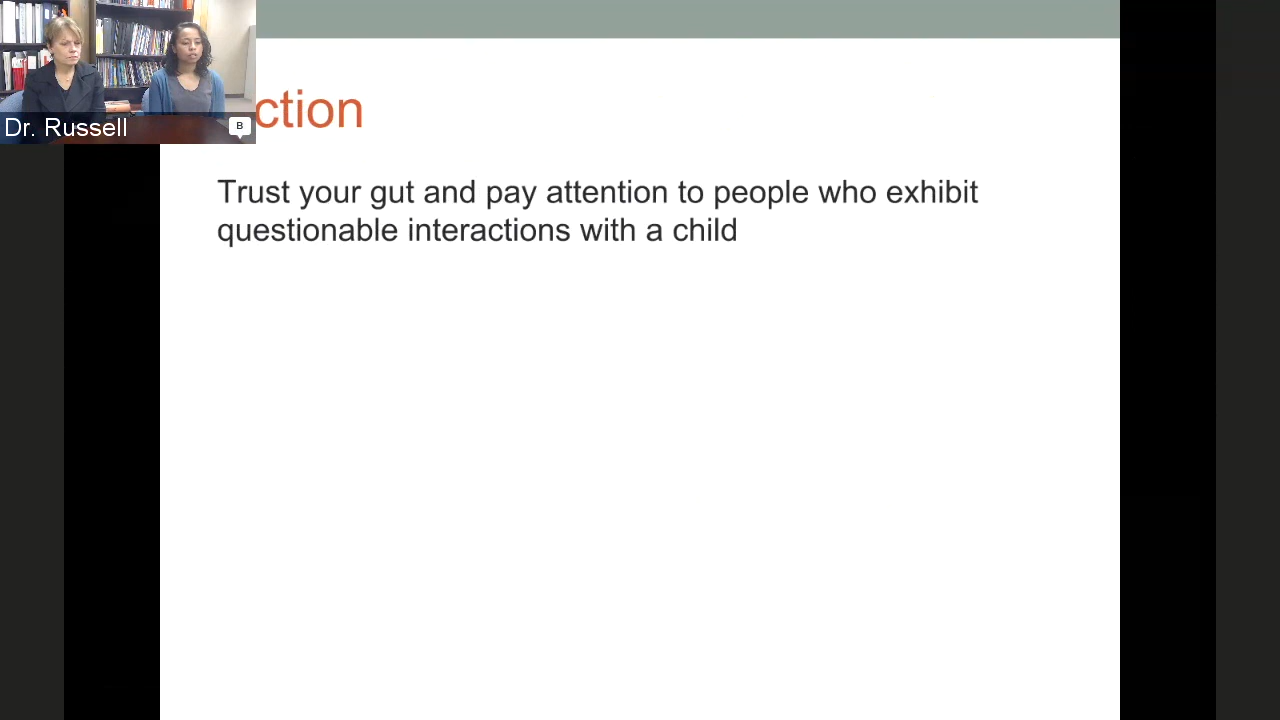 Dr. Russell
B
ction
Trust your gut and pay attention to people who exhibit
questionable interactions with a child